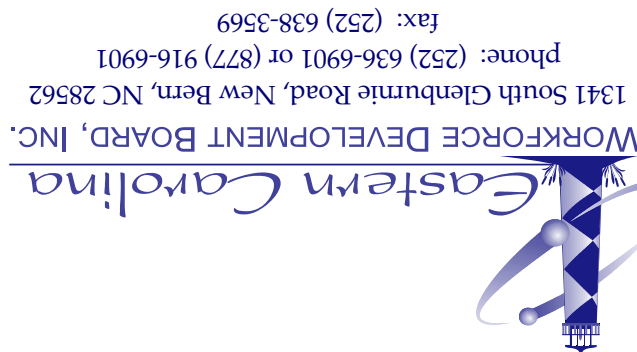 Eastern Carolina
WORKFORCE DEVELOPMENT BOARD, INC.
1341 South Glenburnie Road, New Bern, NC 28562
phone: (252) 636-6901 or (877) 916-6901
fax: (252) 638-3569